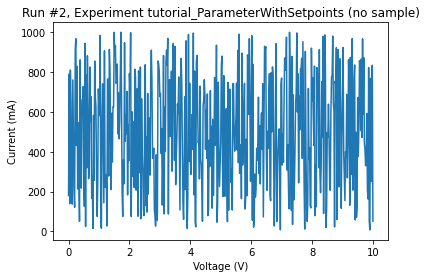 Run #2, Experiment tutorial_ParameterWithSetpoints (no sample)
1000
800
600
400
200
0
Current (mA)
0 2 4 6 8 10
Voltage (V)